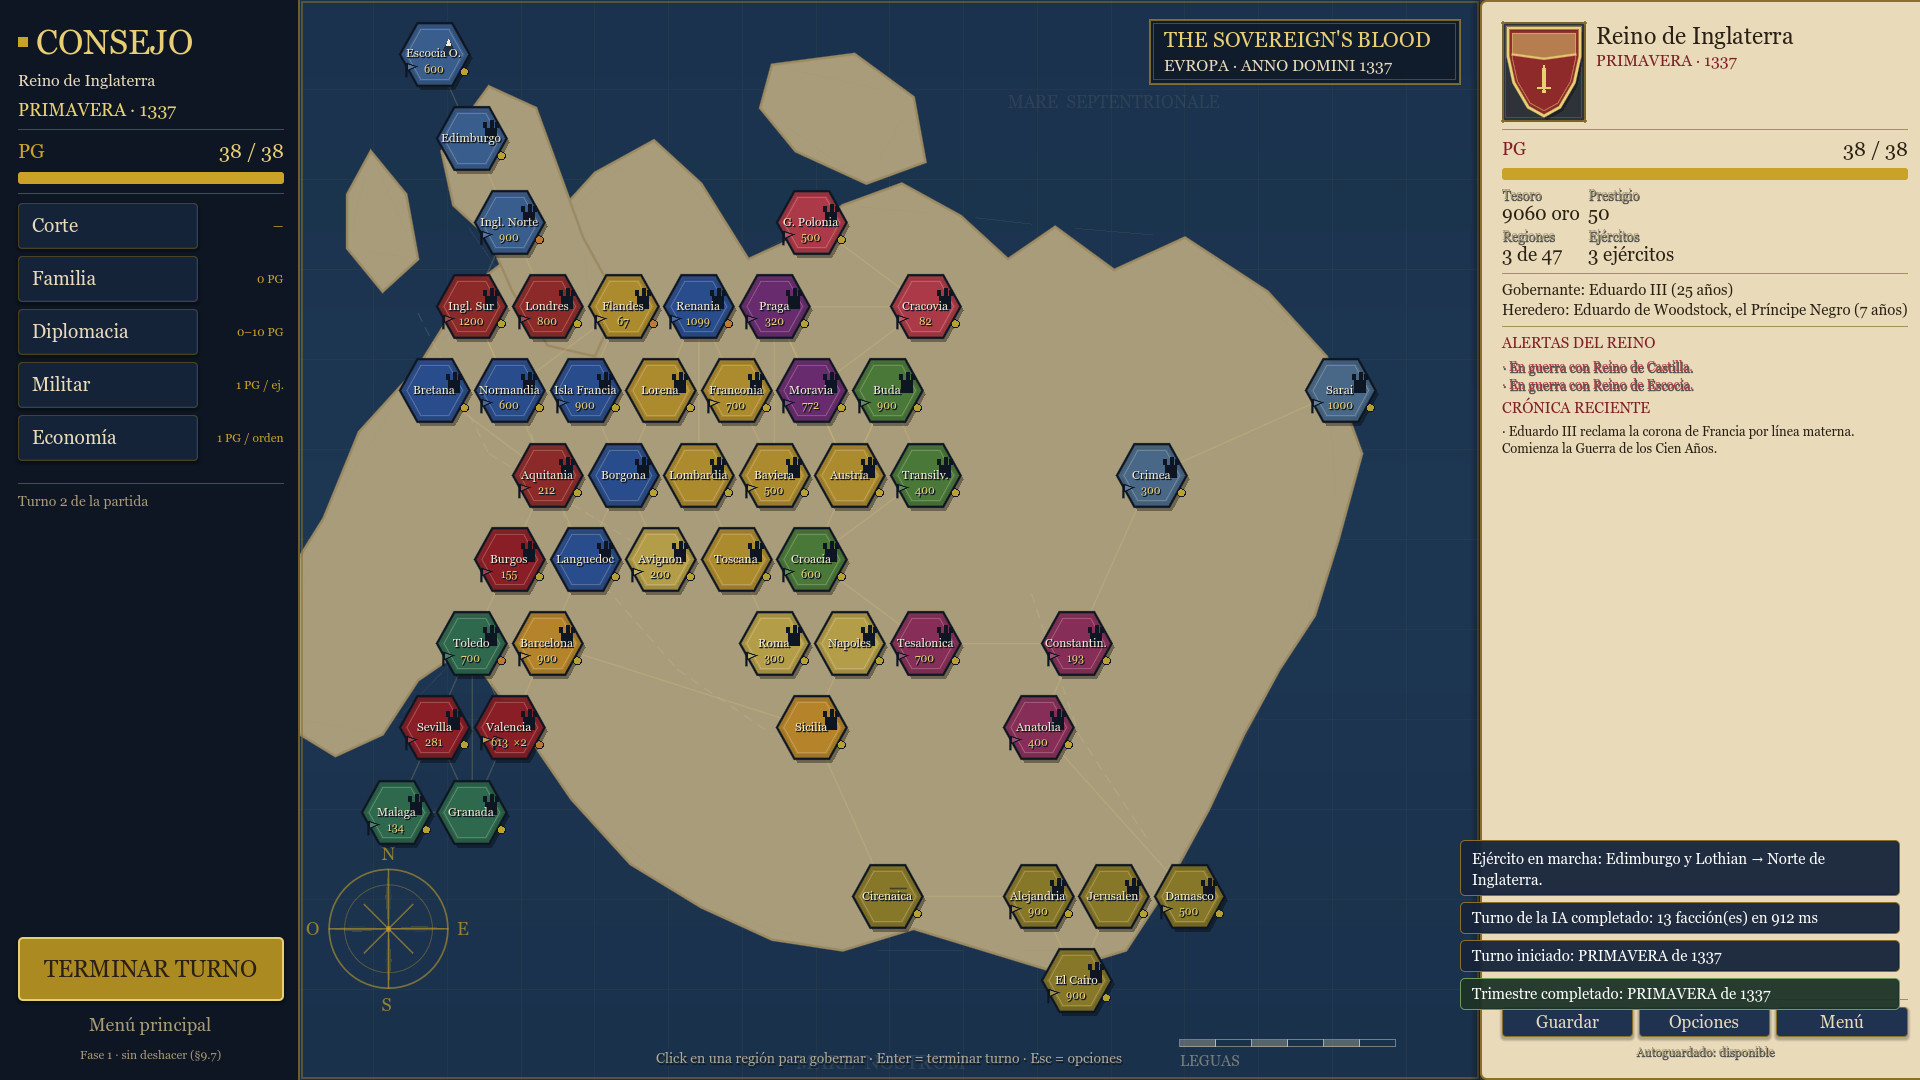 CONSEJO
Reino de Inglaterra
PRIMAVERA · 1337
PG 38 / 38
Corte –
Familia 0 PG
Diplomacia 0–10 PG
Militar 1 PG / ej.
Economía 1 PG / orden
Turno 2 de la partida
TERMINAR TURNO
Menú principal
Fase 1 · sin deshacer (§9.7)
THE SOVEREIGN'S BLOOD
EVROPA · ANNO DOMINI 1337
MARE SEPTENTRIONALE
Escocia O.
600
Edimburgo
Ingl. Norte
900
G. Polonia
500
Ingl. Sur
1200
Londres
800
Flandes
67
Renania
1099
Praga
320
Cracovia
82
Bretana
Normandia
600
Isla Francia
900
Lorena
Franconia
700
Moravia
772
Buda
900
Sarai
1000
Aquitania
212
Borgona
Lombardia
Baviera
500
Austria
Transilv.
400
Crimea
300
Burgos
155
Languedoc
Avignon
200
Toscana
Croacia
600
Toledo
700
Barcelona
900
Roma
300
Napoles
Tesalonica
700
Constantin.
193
Sevilla
281
Valencia
613 ×2
Sicilia
Anatolia
400
Malaga
134
Granada
Cirenaica
Alejandria
900
Jerusalen
Damasco
500
El Cairo
900
N
O
E
S
Click en una región para gobernar · Enter = terminar turno · Esc = opciones
MARE NOSTRUM
LEGUAS
Reino de Inglaterra
PRIMAVERA · 1337
PG 38 / 38
Tesoro Prestigio
9060 oro 50
Regiones Ejércitos
3 de 47 3 ejércitos
Gobernante: Eduardo III (25 años)
Heredero: Eduardo de Woodstock, el Príncipe Negro (7 años)
ALERTAS DEL REINO
· En guerra con Reino de Castilla.
· En guerra con Reino de Escocia.
CRÓNICA RECIENTE
· Eduardo III reclama la corona de Francia por línea materna.
Comienza la Guerra de los Cien Años.
Ejército en marcha: Edimburgo y Lothian → Norte de
Inglaterra.
Turno de la IA completado: 13 facción(es) en 912 ms
Turno iniciado: PRIMAVERA de 1337
Trimestre completado: PRIMAVERA de 1337
Guardar Opciones Menú
Autoguardado: disponible